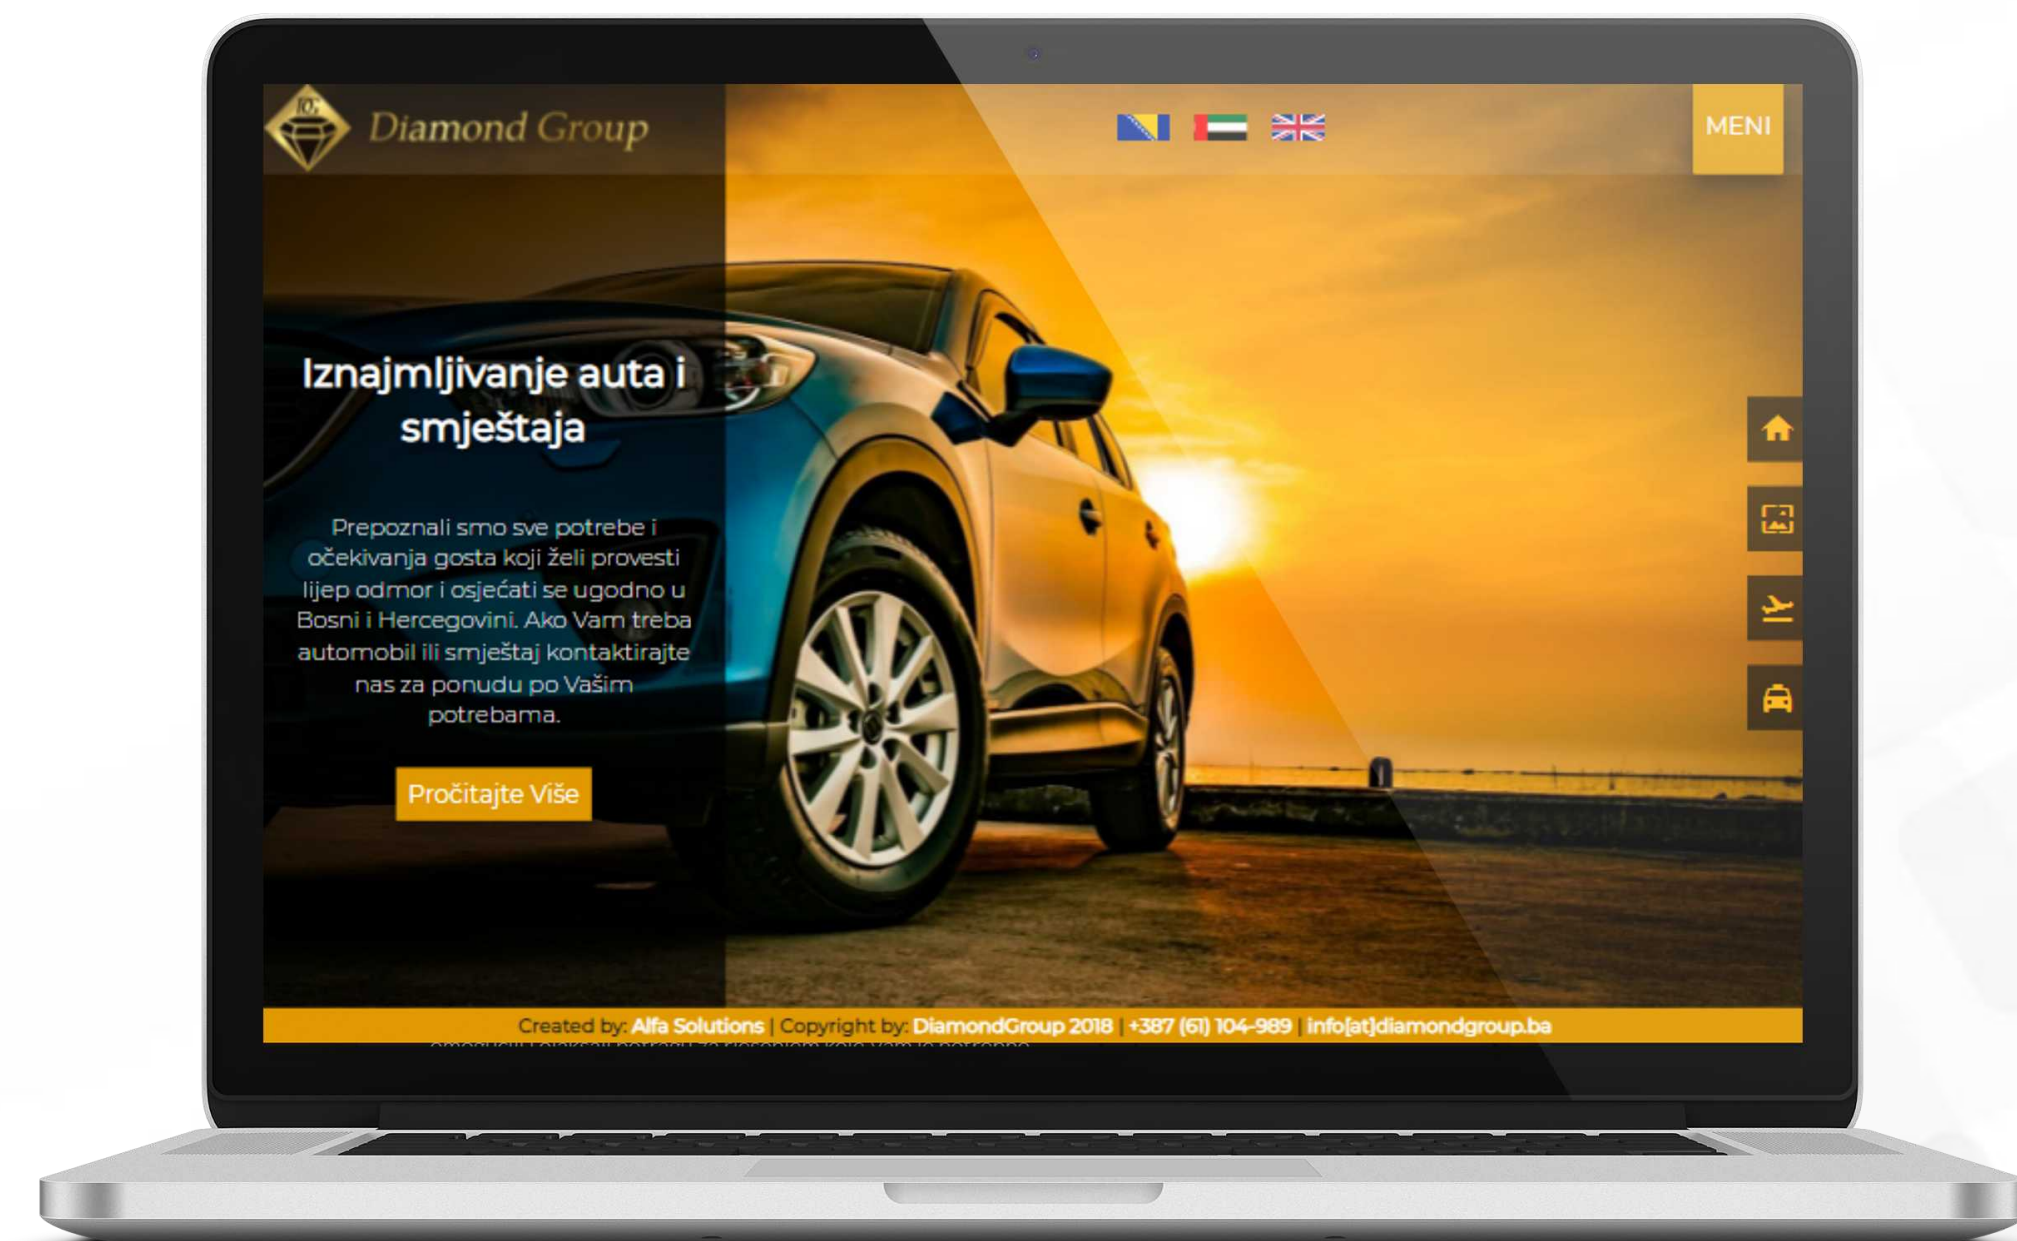 DG
Diamond Group
MENI
Iznajmljivanje auta i
smještaja
Prepoznali smo sve potrebe i
očekivanja gosta koji želi provesti
lijep odmor i osjećati se ugodno u
Bosni i Hercegovini. Ako Vam treba
automobil ili smještaj kontaktirajte
nas za ponudu po Vašim
potrebama.
Pročitajte Više
Created by: Alfa Solutions | Copyright by: DiamondGroup 2018 | +387 (61) 104-989 | info[at]diamondgroup.ba